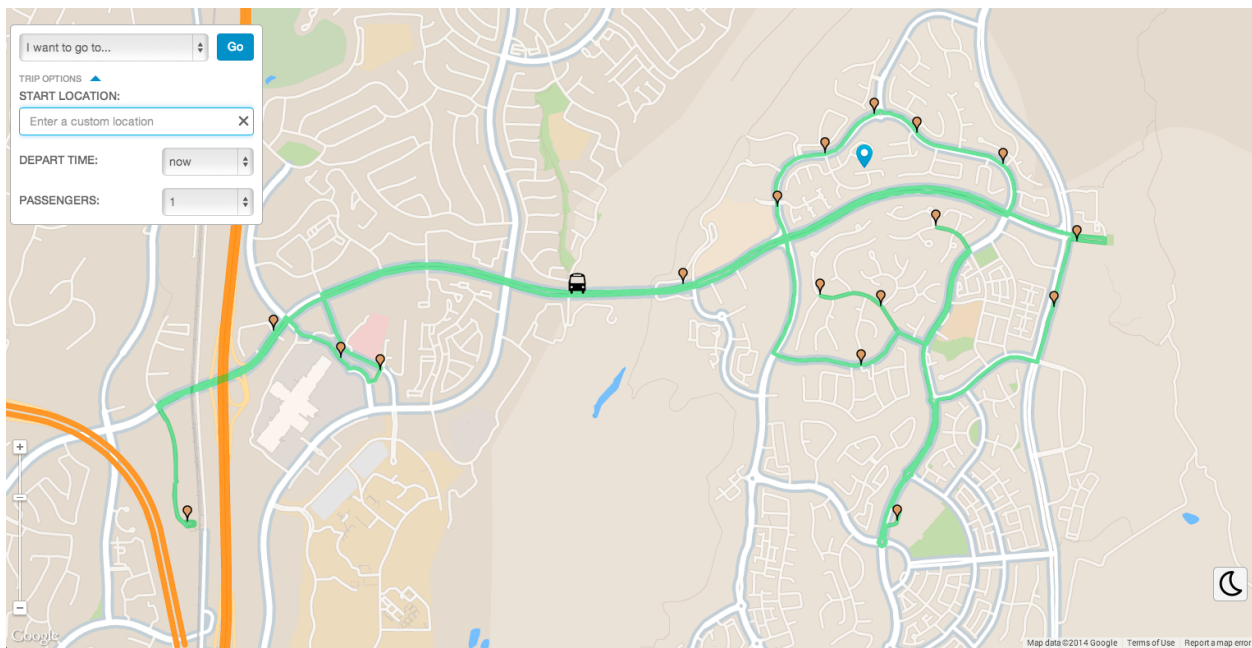 I want to go to...
Go
TRIP OPTIONS
START LOCATION:
Enter a custom location
DEPART TIME:
now
PASSENGERS:
1
Google
Map data ©2014 Google
Terms of Use
Report a map error